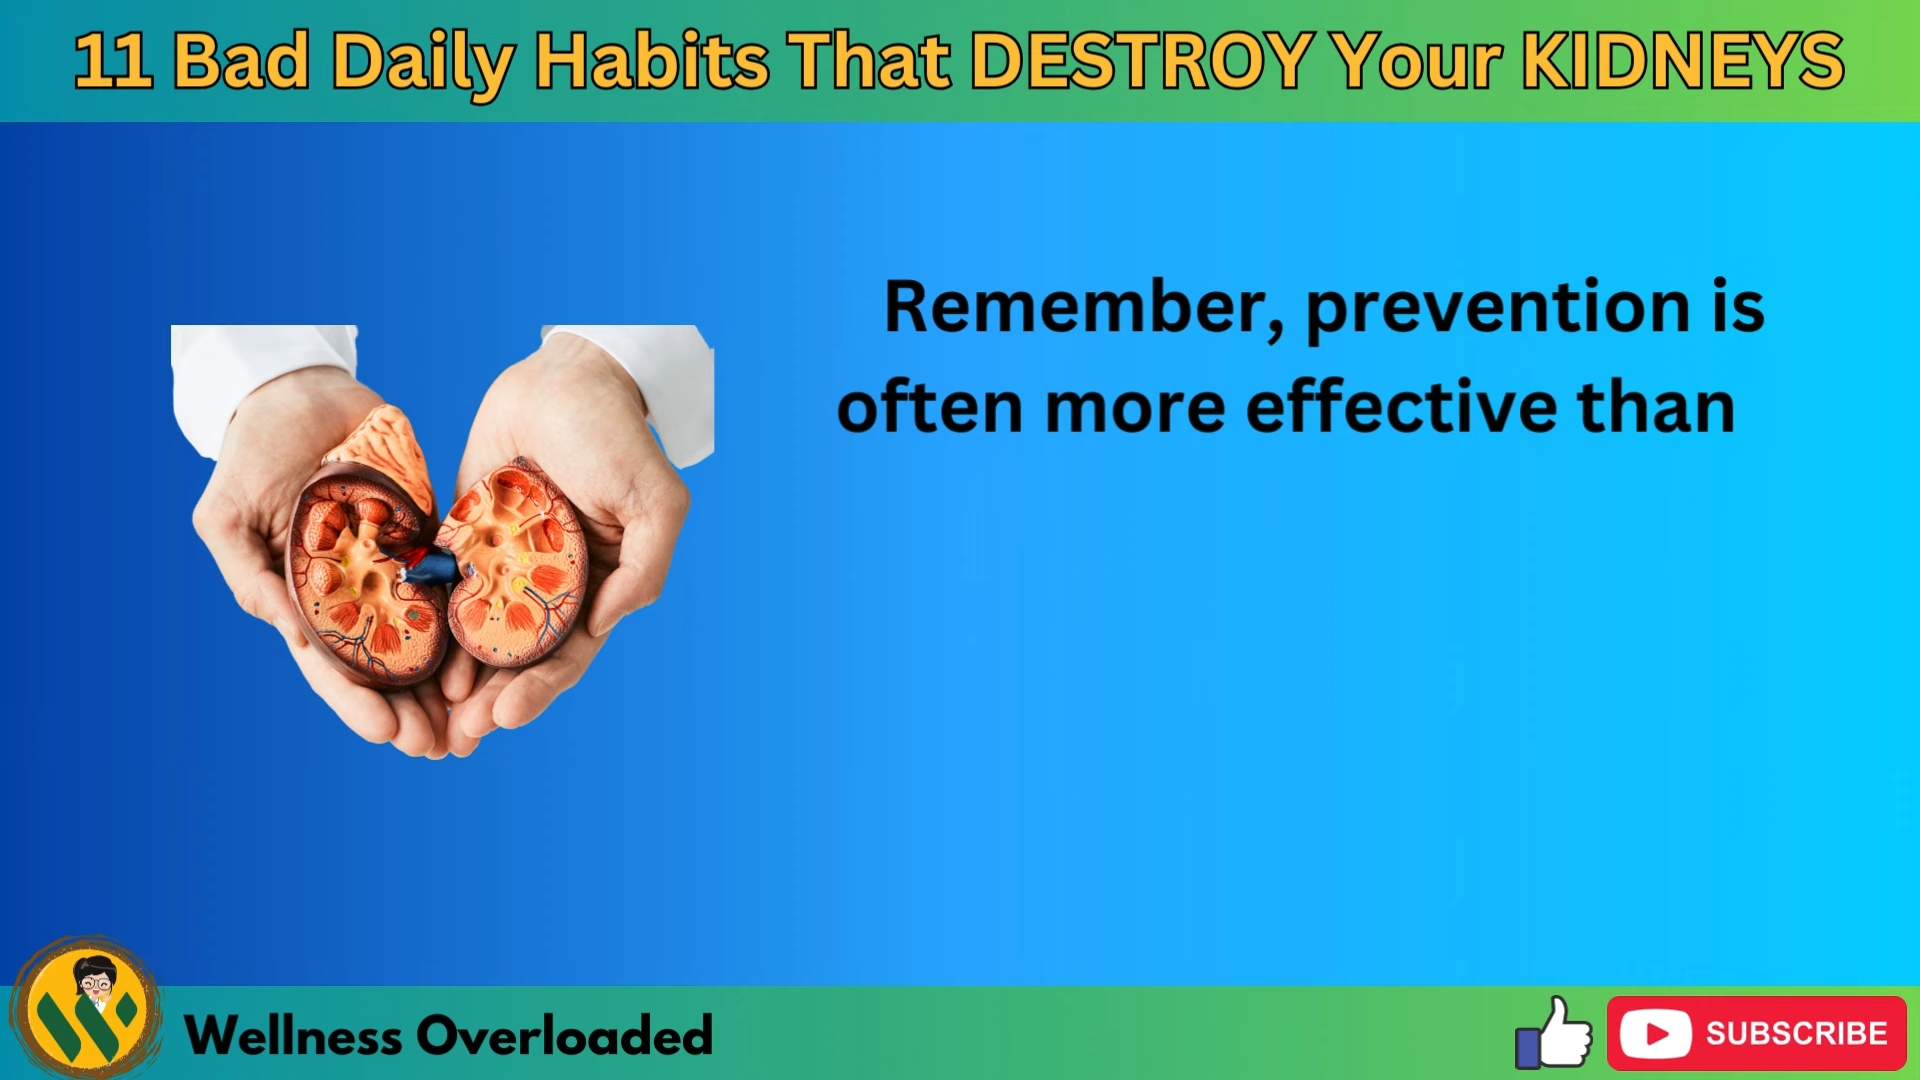 11 Bad Daily Habits That DESTROY Your KIDNEYS
Remember, prevention is
often more effective than
Wellness Overloaded
SUBSCRIBE